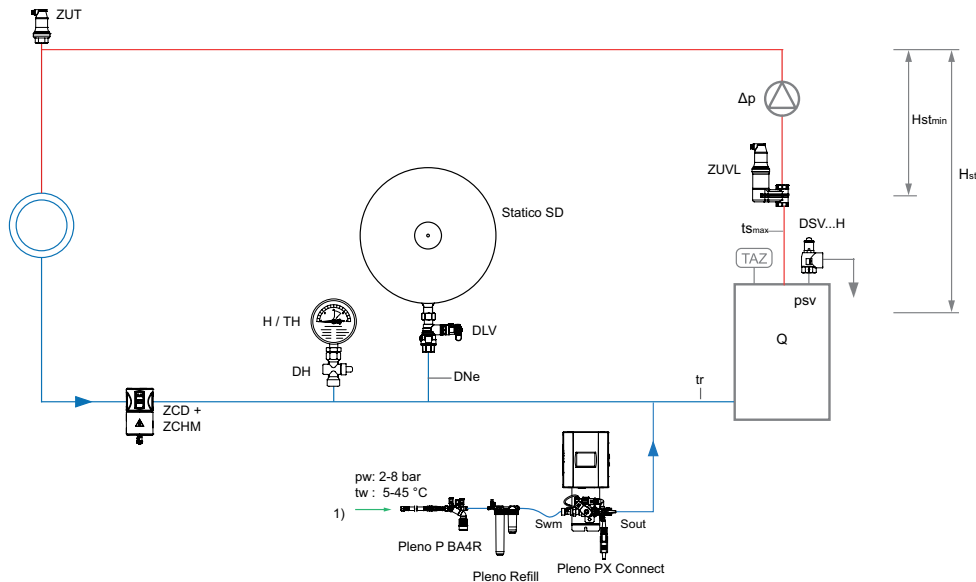 ZUT
Δp
Hstmin
ZUVL
Hst
Statico SD
tsmax
DSV...H
TAZ
psv
H / TH
DLV
Q
DH
DNe
tr
ZCD +
ZCHM
pw: 2-8 bar
tw : 5-45 °C
1)
Swm
Sout
Pleno P BA4R
Pleno Refill
Pleno PX Connect